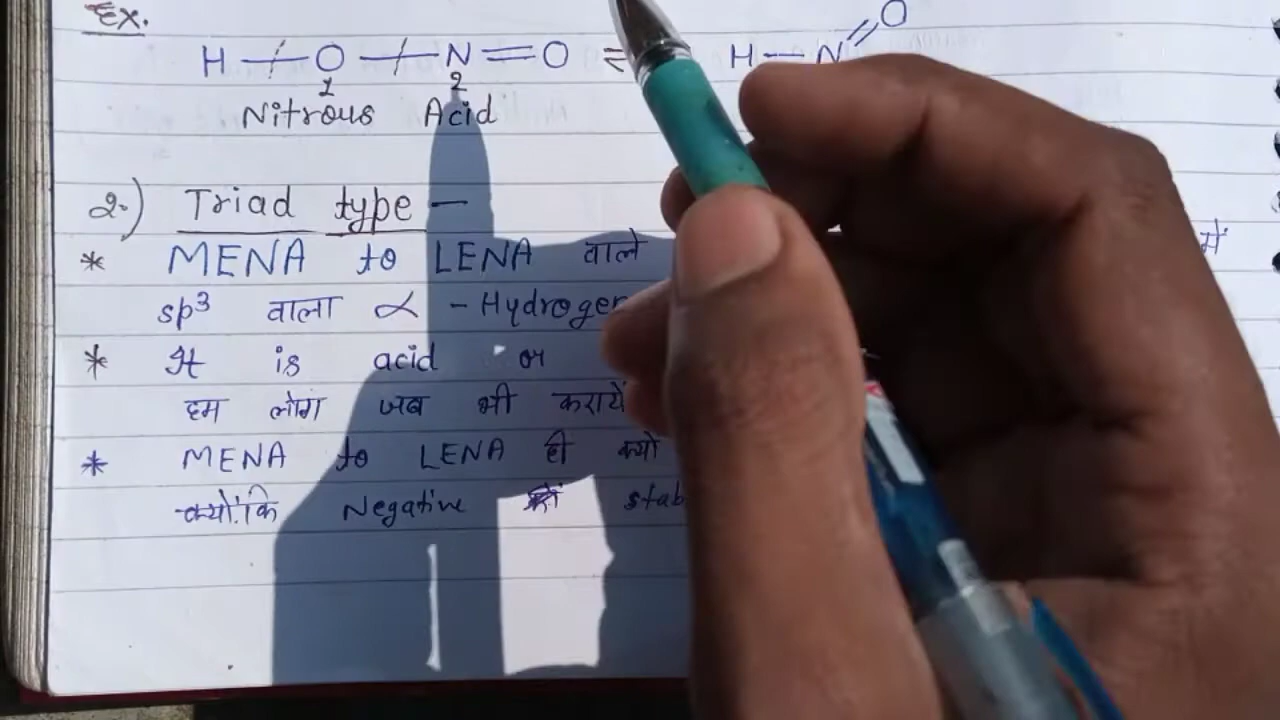 Ex.
H — O — N = O ⇌ H — N = O
1 2
Nitrous Acid
2.) Triad type —
* MENA to LENA वाले में
sp³ वाला α - Hydrogen
* It is acid or
हम लोग जब भी करायें
* MENA to LENA ही क्यो
क्योंकि Negative stab